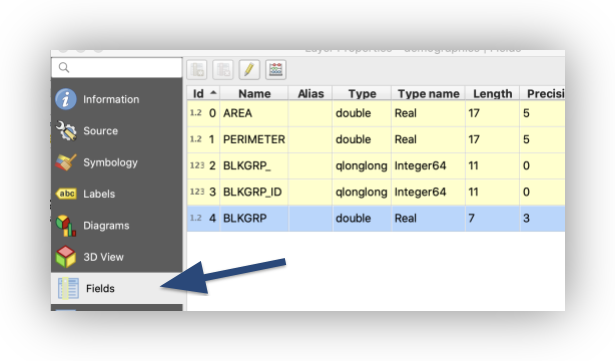 Layer Properties - demographics | Fields
Information
Source
Symbology
abc Labels
Diagrams
3D View
Fields
Id Name Alias Type Type name Length Precisi
1.2 0 AREA double Real 17 5
1.2 1 PERIMETER double Real 17 5
123 2 BLKGRP_ qlonglong Integer64 11 0
123 3 BLKGRP_ID qlonglong Integer64 11 0
1.2 4 BLKGRP double Real 7 3